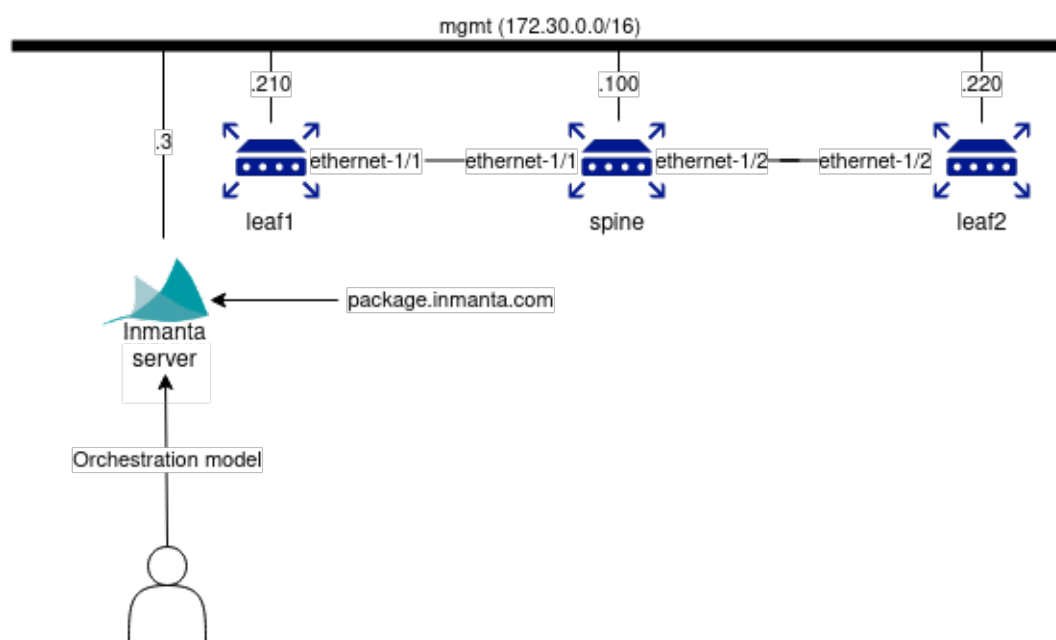 mgmt (172.30.0.0/16)
.210
.100
.220
.3
ethernet-1/1
ethernet-1/1
ethernet-1/2
ethernet-1/2
leaf1
spine
leaf2
package.inmanta.com
Inmanta
server
Orchestration model